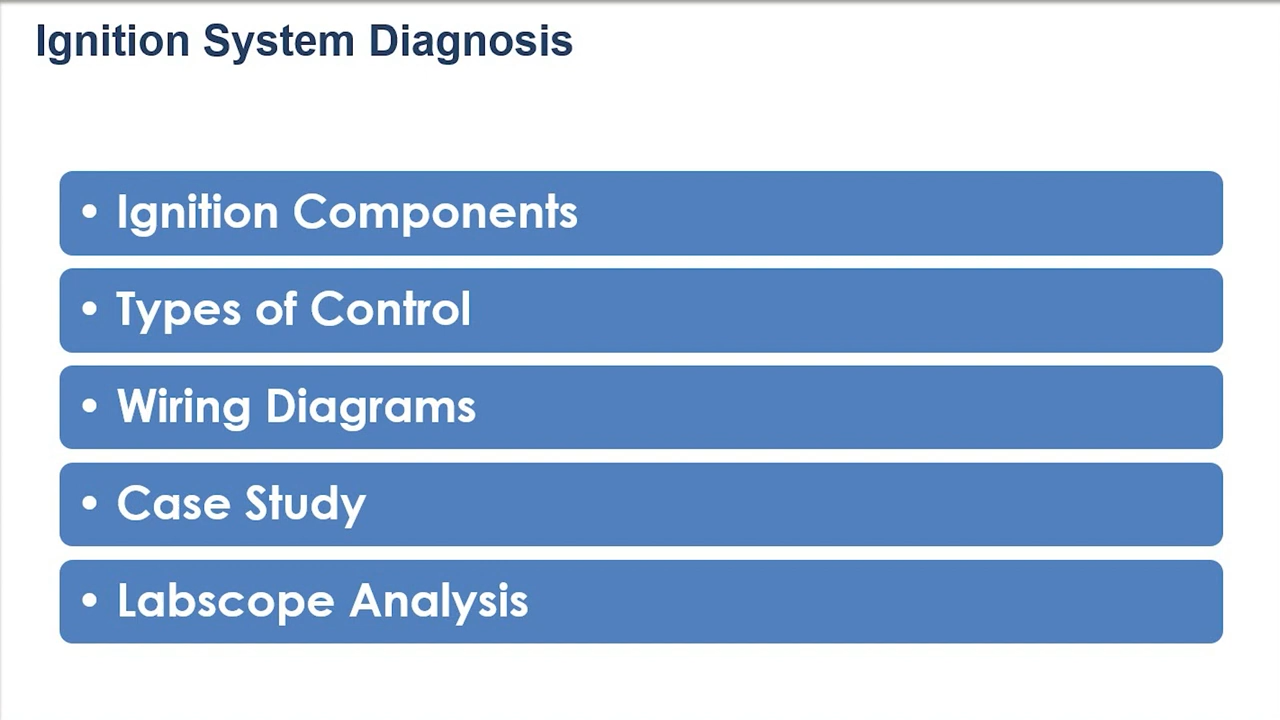 Ignition System Diagnosis
• Ignition Components
• Types of Control
• Wiring Diagrams
• Case Study
• Labscope Analysis